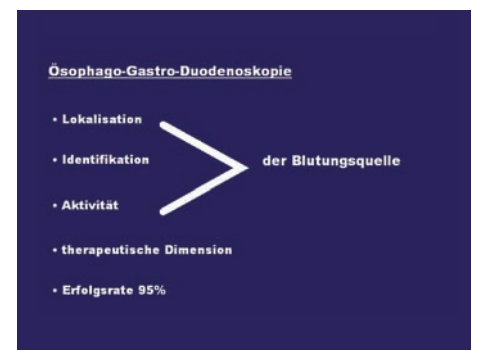 Ösophago-Gastro-Duodenoskopie
• Lokalisation
• Identifikation
der Blutungsquelle
• Aktivität
• therapeutische Dimension
• Erfolgsrate 95%